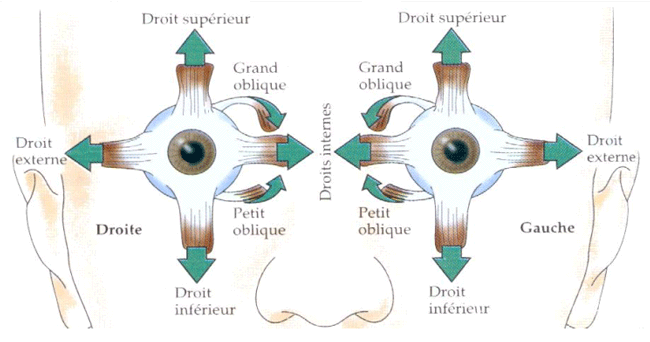 Droit supérieur
Droit supérieur
Grand
oblique
Grand
oblique
Droit
externe
Droits internes
Droit
externe
Droite
Petit
oblique
Petit
oblique
Gauche
Droit
inférieur
Droit
inférieur